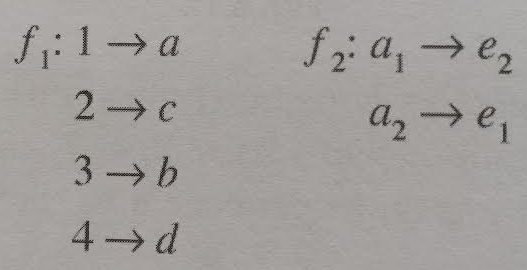 f₁: 1 → a f₂: a₁ → e₂
2 → c a₂ → e₁
3 → b
4 → d